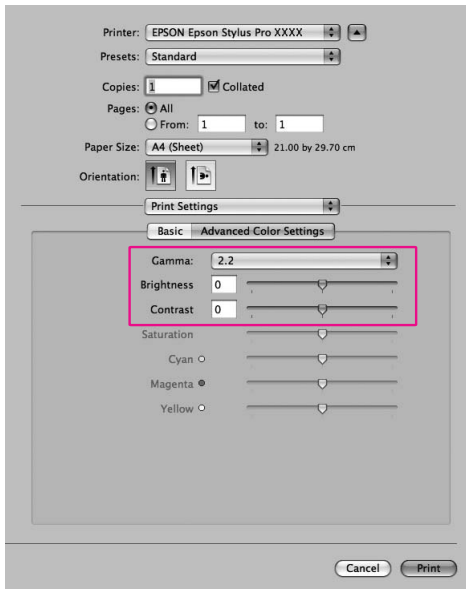 Printer: EPSON Epson Stylus Pro XXXX
Presets: Standard
Copies: 1 Collated
Pages: All
From: 1 to: 1
Paper Size: A4 (Sheet) 21.00 by 29.70 cm
Orientation:
Print Settings
Basic Advanced Color Settings
Gamma: 2.2
Brightness 0
Contrast 0
Saturation
Cyan
Magenta
Yellow
Cancel Print